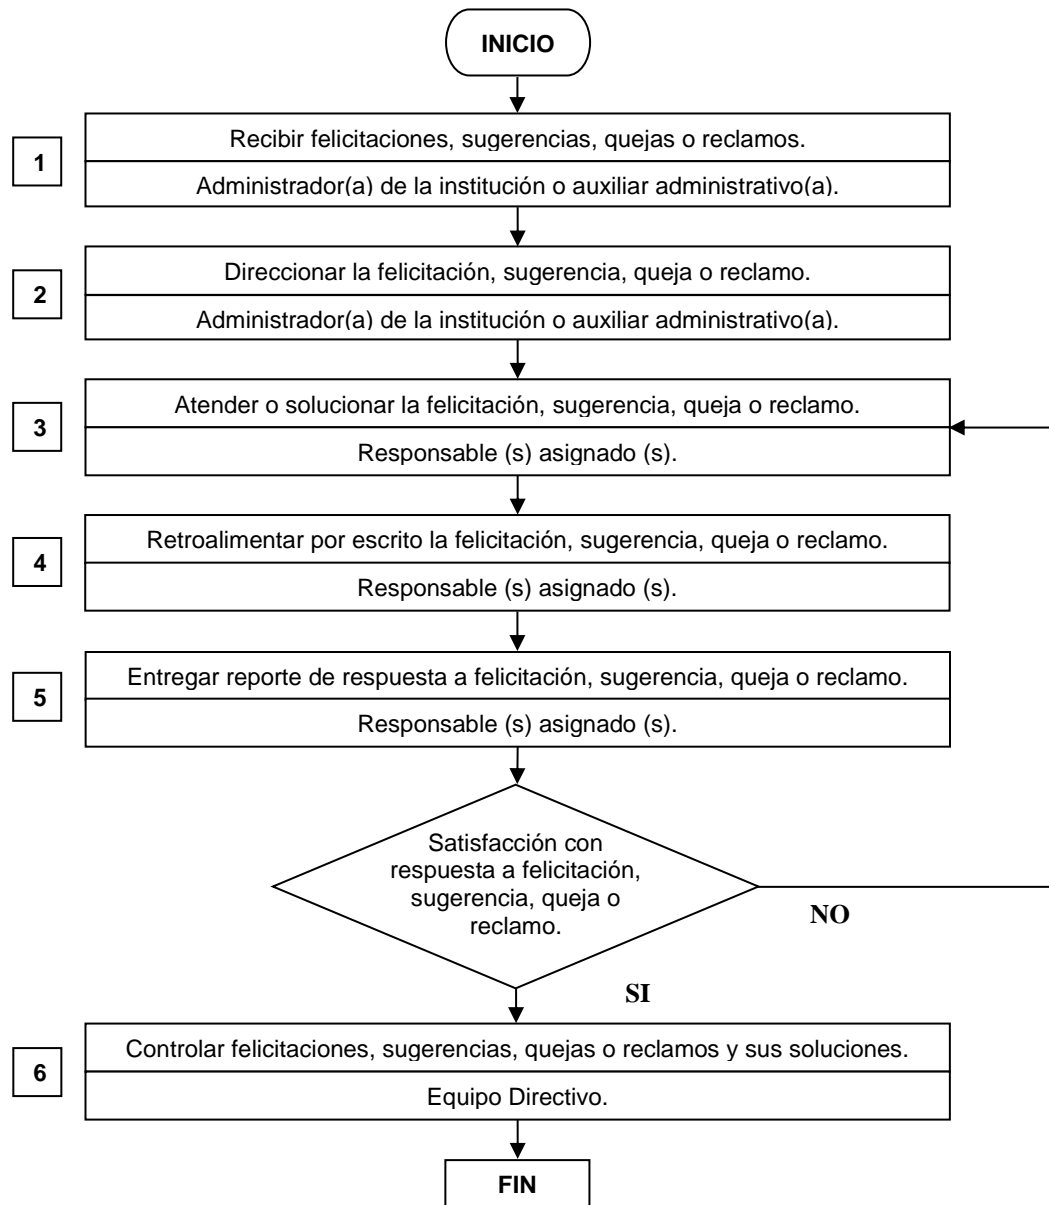 INICIO
1
Recibir felicitaciones, sugerencias, quejas o reclamos.
Administrador(a) de la institución o auxiliar administrativo(a).
2
Direccionar la felicitación, sugerencia, queja o reclamo.
Administrador(a) de la institución o auxiliar administrativo(a).
3
Atender o solucionar la felicitación, sugerencia, queja o reclamo.
Responsable (s) asignado (s).
4
Retroalimentar por escrito la felicitación, sugerencia, queja o reclamo.
Responsable (s) asignado (s).
5
Entregar reporte de respuesta a felicitación, sugerencia, queja o reclamo.
Responsable (s) asignado (s).
Satisfacción con
respuesta a felicitación,
sugerencia, queja o
reclamo.
NO
SI
6
Controlar felicitaciones, sugerencias, quejas o reclamos y sus soluciones.
Equipo Directivo.
FIN